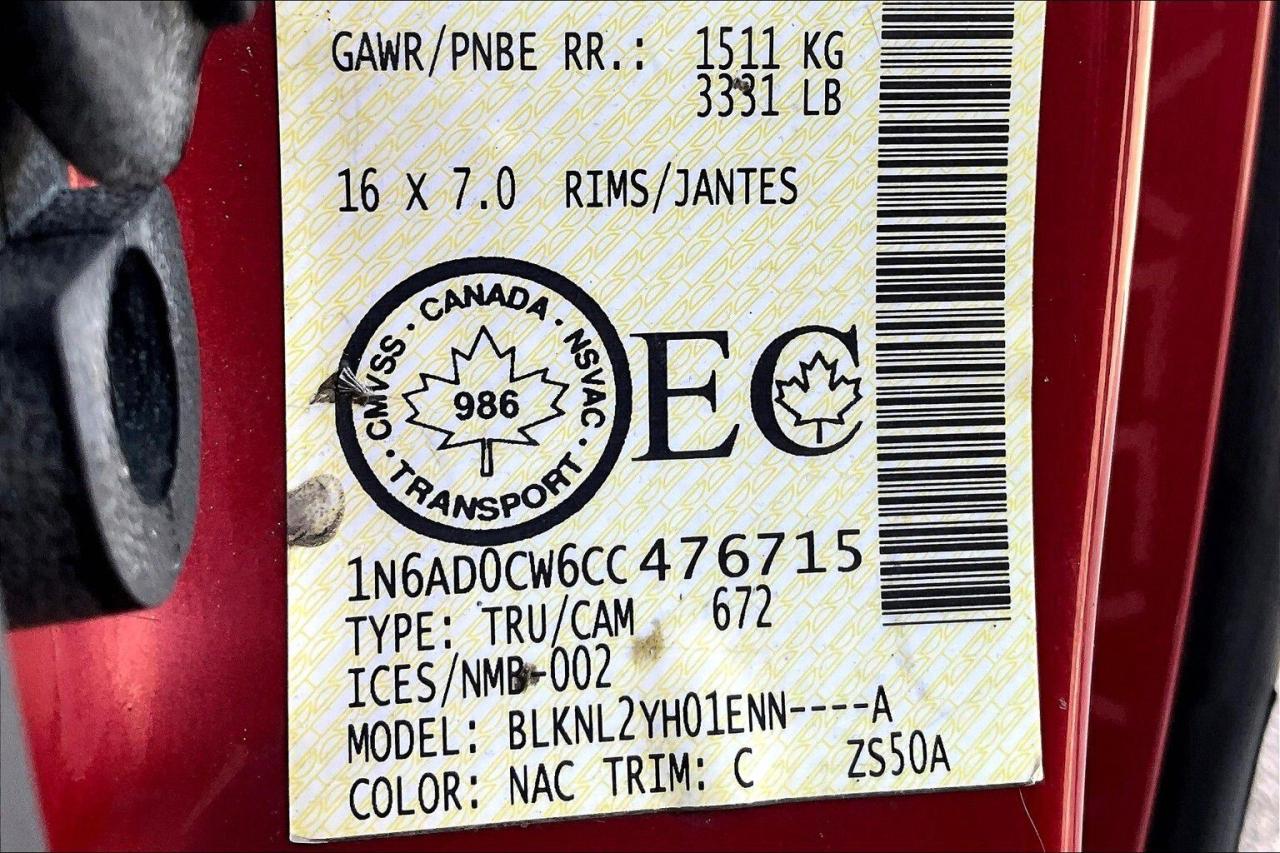 GAWR/PNBE RR.: 1511 KG
3331 LB
16 X 7.0 RIMS/JANTES
CMVSS · CANADA · NSVAC · TRANSPORT ·
986
EC
1N6AD0CW6CC476715
TYPE: TRU/CAM 672
ICES/NMB-002
MODEL: BLKNL2YH01ENN----A
COLOR: NAC TRIM: C ZS50A